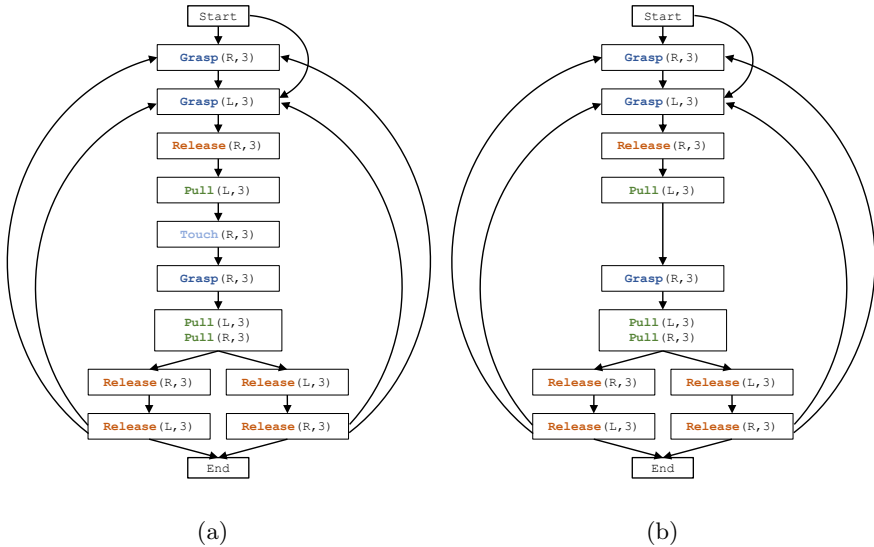 Start
Grasp(R,3)
Grasp(L,3)
Release(R,3)
Pull(L,3)
Touch(R,3)
Grasp(R,3)
Pull(L,3)
Pull(R,3)
Release(R,3) Release(L,3)
Release(L,3) Release(R,3)
End
(a)
Start
Grasp(R,3)
Grasp(L,3)
Release(R,3)
Pull(L,3)
Grasp(R,3)
Pull(L,3)
Pull(R,3)
Release(R,3) Release(L,3)
Release(L,3) Release(R,3)
End
(b)